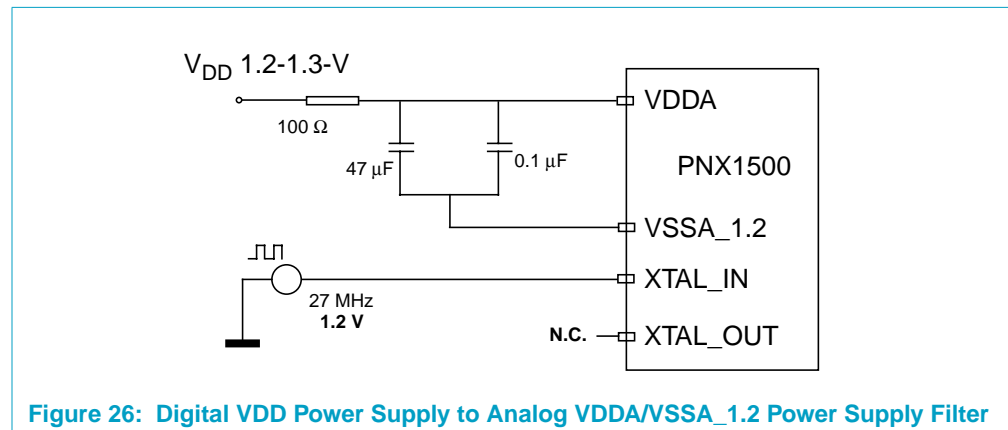 VDD 1.2-1.3-V
100 Ω
47 µF
0.1 µF
VDDA
PNX1500
VSSA_1.2
XTAL_IN
27 MHz
1.2 V
N.C.
XTAL_OUT
Figure 26: Digital VDD Power Supply to Analog VDDA/VSSA_1.2 Power Supply Filter